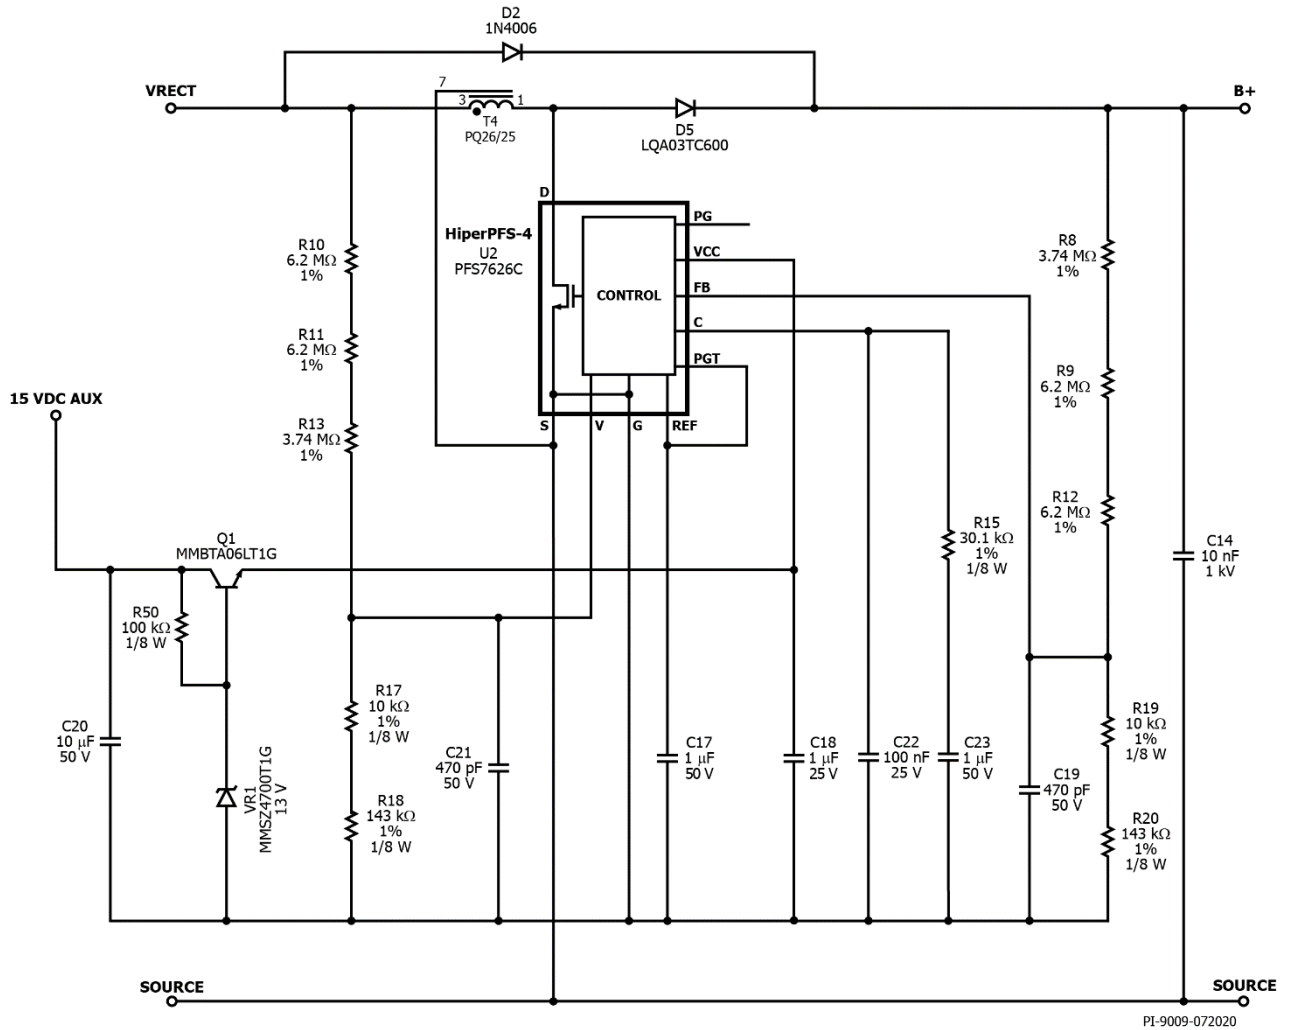 D2
1N4006
VRECT
7
3
1
T4
PQ26/25
D5
LQA03TC600
B+
D
HiperPFS-4
U2
PFS7626C
CONTROL
PG
VCC
FB
C
PGT
S
V
G
REF
R10
6.2 MΩ
1%
R11
6.2 MΩ
1%
R13
3.74 MΩ
1%
R8
3.74 MΩ
1%
R9
6.2 MΩ
1%
R12
6.2 MΩ
1%
15 VDC AUX
Q1
MMBTA06LT1G
R50
100 kΩ
1/8 W
R15
30.1 kΩ
1%
1/8 W
C14
10 nF
1 kV
C20
10 μF
50 V
VR1
MMSZ4700T1G
13 V
R17
10 kΩ
1%
1/8 W
R18
143 kΩ
1%
1/8 W
C21
470 pF
50 V
C17
1 μF
50 V
C18
1 μF
25 V
C22
100 nF
25 V
C23
1 μF
50 V
C19
470 pF
50 V
R19
10 kΩ
1%
1/8 W
R20
143 kΩ
1%
1/8 W
SOURCE
SOURCE
PI-9009-072020